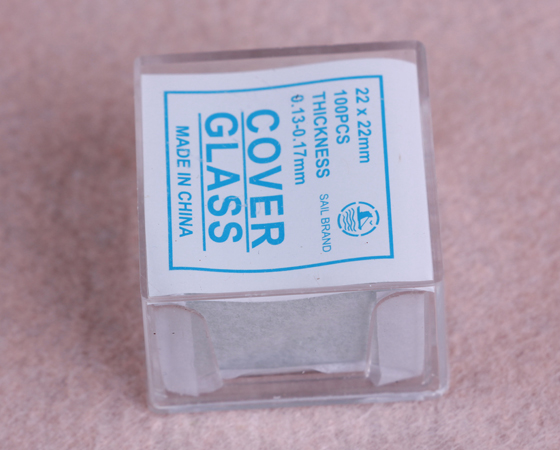 22 x 22mm
100PCS
THICKNESS
0.13-0.17mm
SAIL BRAND
COVER
GLASS
MADE IN CHINA